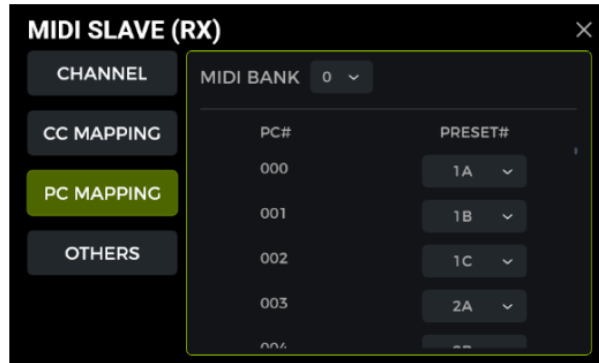 MIDI SLAVE (RX)
CHANNEL
CC MAPPING
PC MAPPING
OTHERS
MIDI BANK 0
PC# PRESET#
000 1A
001 1B
002 1C
003 2A